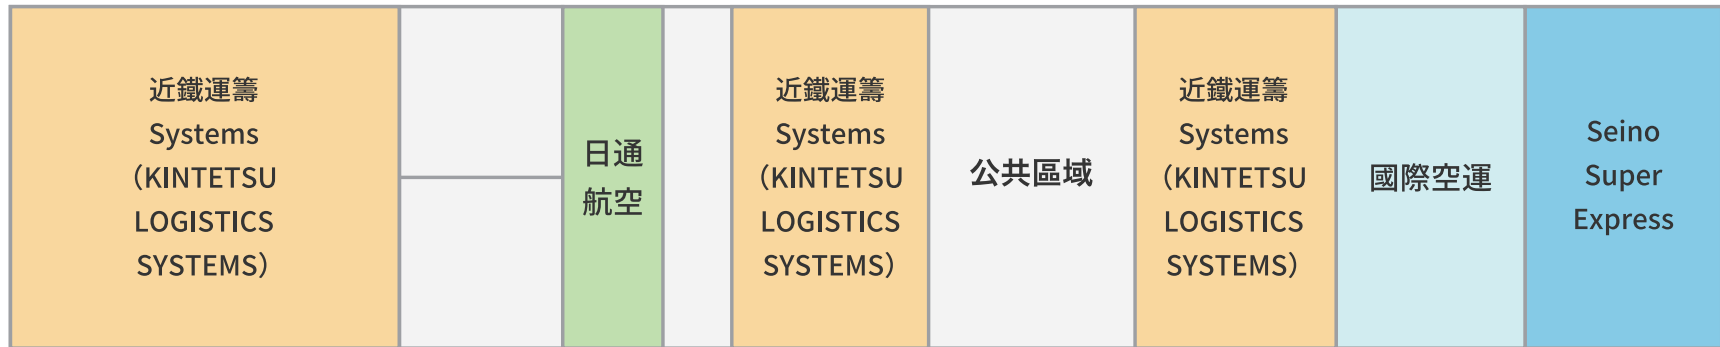 近鐵運籌
Systems
（KINTETSU
LOGISTICS
SYSTEMS）
日通
航空
近鐵運籌
Systems
（KINTETSU
LOGISTICS
SYSTEMS）
公共區域
近鐵運籌
Systems
（KINTETSU
LOGISTICS
SYSTEMS）
國際空運
Seino
Super
Express